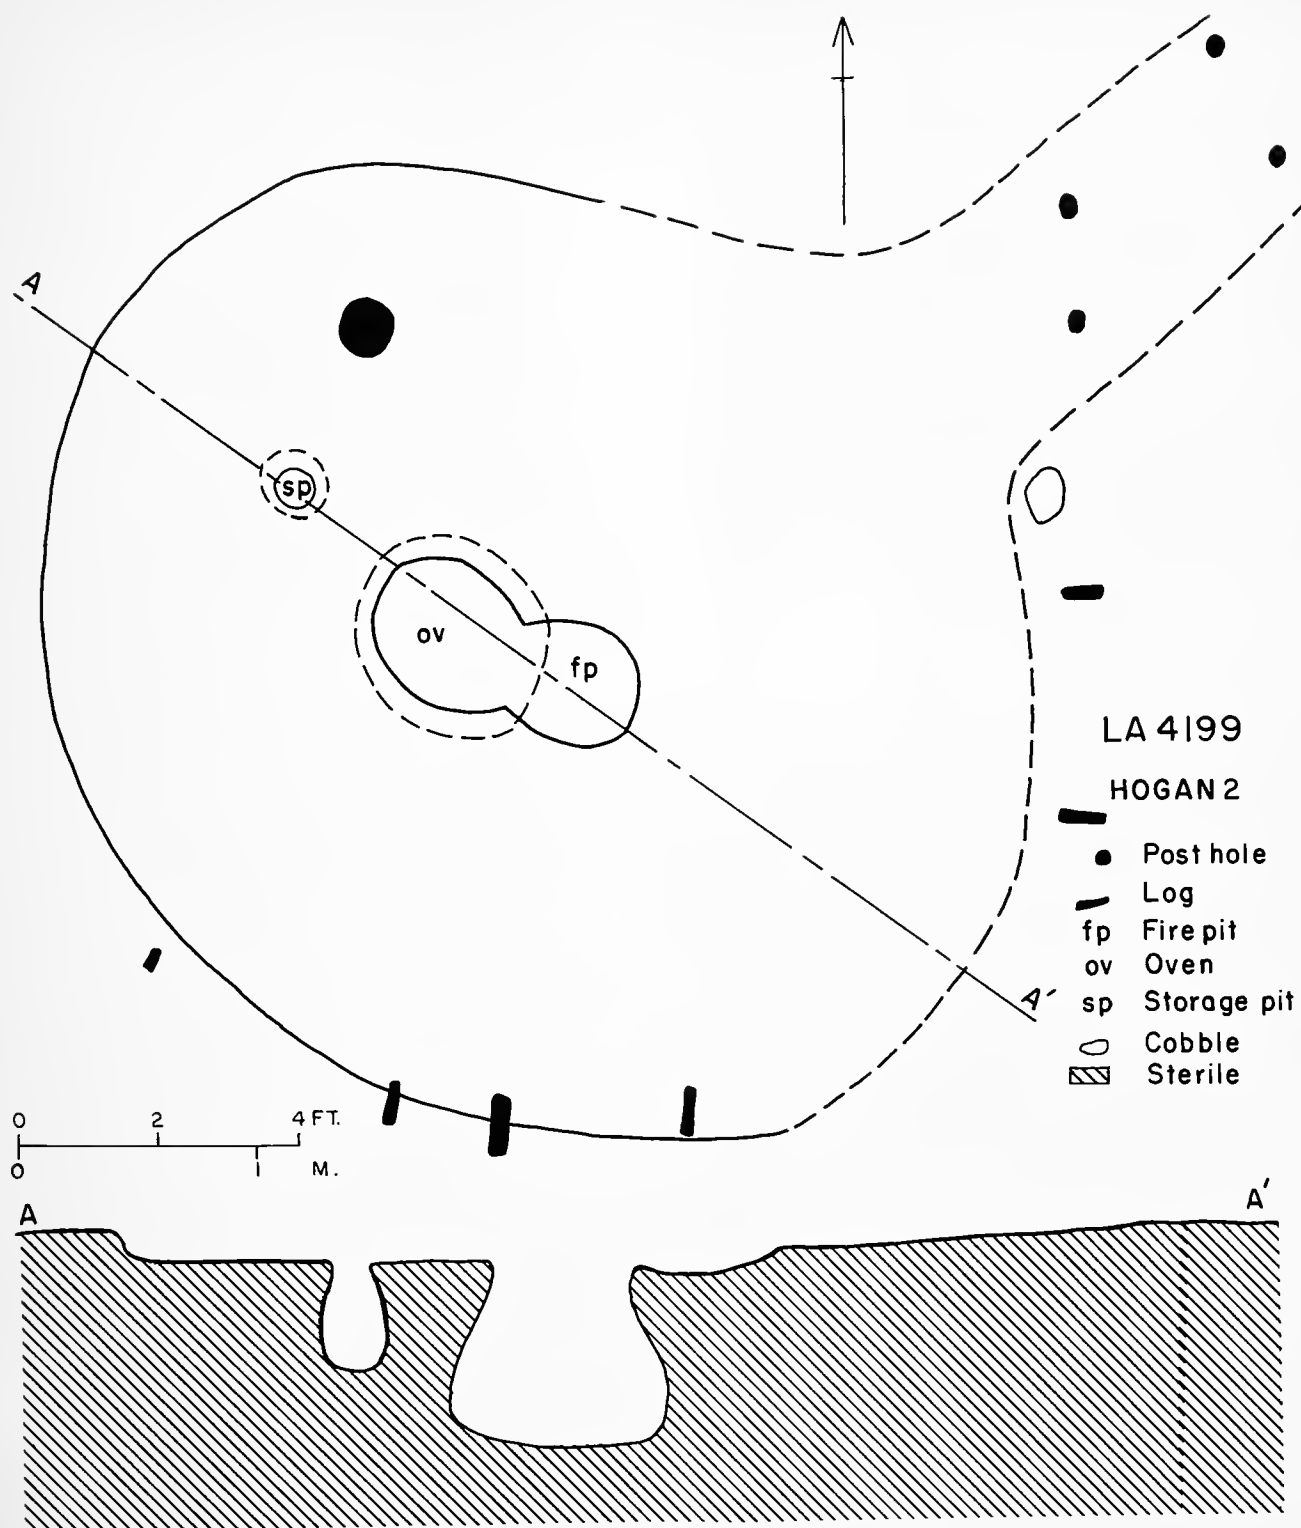 A
sp
ov
fp
LA 4199
HOGAN 2
Post hole
Log
fp Fire pit
ov Oven
A' sp Storage pit
Cobble
Sterile
0 2 4 FT.
0 1 M.
A A'